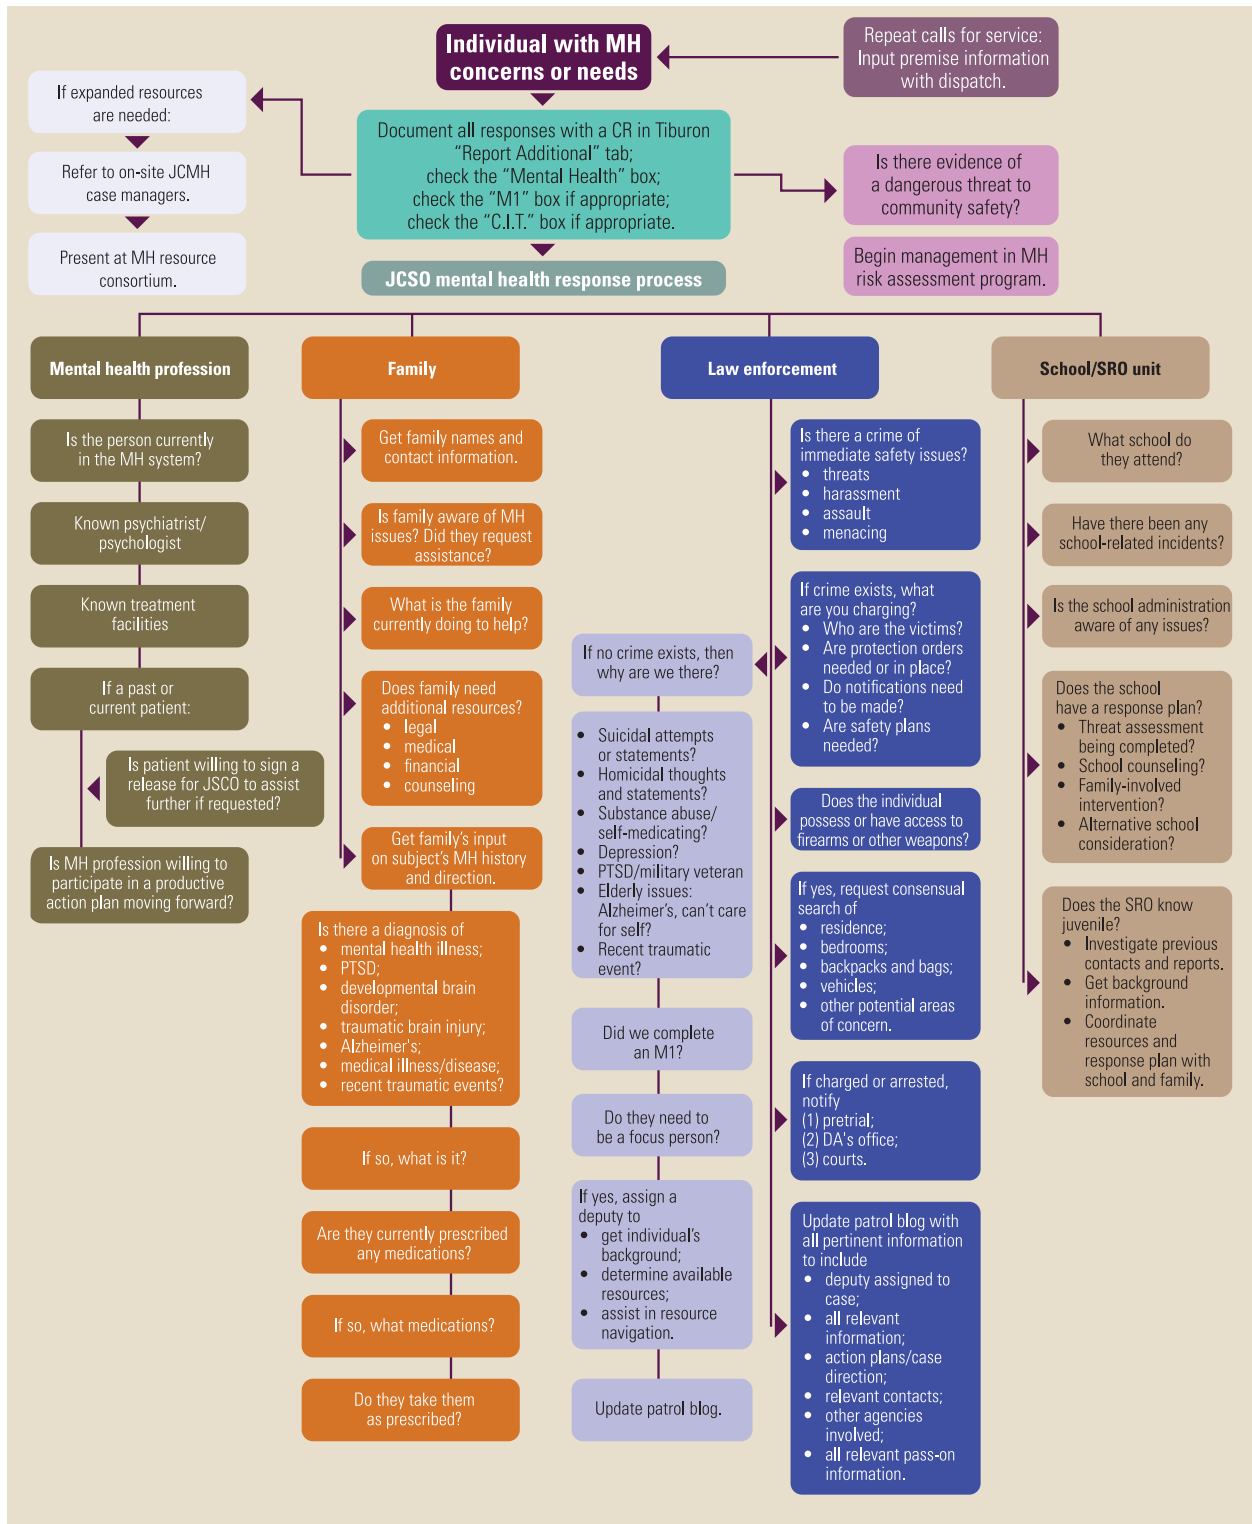 Individual with MH
concerns or needs
Repeat calls for service:
Input premise information
with dispatch.
If expanded resources
are needed:
Refer to on-site JCMH
case managers.
Present at MH resource
consortium.
Document all responses with a CR in Tiburon
“Report Additional” tab;
check the “Mental Health” box;
check the “M1” box if appropriate;
check the “C.I.T.” box if appropriate.
Is there evidence of
a dangerous threat to
community safety?
Begin management in MH
risk assessment program.
JCSO mental health response process
Mental health profession
Is the person currently
in the MH system?
Known psychiatrist/
psychologist
Known treatment
facilities
If a past or
current patient:
Is patient willing to sign a
release for JSCO to assist
further if requested?
Is MH profession willing to
participate in a productive
action plan moving forward?
Family
Get family names and
contact information.
Is family aware of MH
issues? Did they request
assistance?
What is the family
currently doing to help?
Does family need
additional resources?
• legal
• medical
• financial
• counseling
Get family’s input
on subject’s MH history
and direction.
Is there a diagnosis of
• mental health illness;
• PTSD;
• developmental brain
disorder;
• traumatic brain injury;
• Alzheimer's;
• medical illness/disease;
• recent traumatic events?
If so, what is it?
Are they currently prescribed
any medications?
If so, what medications?
Do they take them
as prescribed?
Law enforcement
Is there a crime of
immediate safety issues?
• threats
• harassment
• assault
• menacing
If crime exists, what
are you charging?
• Who are the victims?
• Are protection orders
needed or in place?
• Do notifications need
to be made?
• Are safety plans
needed?
Does the individual
possess or have access to
firearms or other weapons?
If yes, request consensual
search of
• residence;
• bedrooms;
• backpacks and bags;
• vehicles;
• other potential areas
of concern.
If charged or arrested,
notify
(1) pretrial;
(2) DA's office;
(3) courts.
Update patrol blog with
all pertinent information
to include
• deputy assigned to
case;
• all relevant
information;
• action plans/case
direction;
• relevant contacts;
• other agencies
involved;
• all relevant pass-on
information.
If no crime exists, then
why are we there?
• Suicidal attempts
or statements?
• Homicidal thoughts
and statements?
• Substance abuse/
self-medicating?
• Depression?
• PTSD/military veteran
• Elderly issues:
Alzheimer’s, can’t care
for self?
• Recent traumatic
event?
Did we complete
an M1?
Do they need to
be a focus person?
If yes, assign a
deputy to
• get individual’s
background;
• determine available
resources;
• assist in resource
navigation.
Update patrol blog.
School/SRO unit
What school do
they attend?
Have there been any
school-related incidents?
Is the school administration
aware of any issues?
Does the school
have a response plan?
• Threat assessment
being completed?
• School counseling?
• Family-involved
intervention?
• Alternative school
consideration?
Does the SRO know
juvenile?
• Investigate previous
contacts and reports.
• Get background
information.
• Coordinate
resources and
response plan with
school and family.